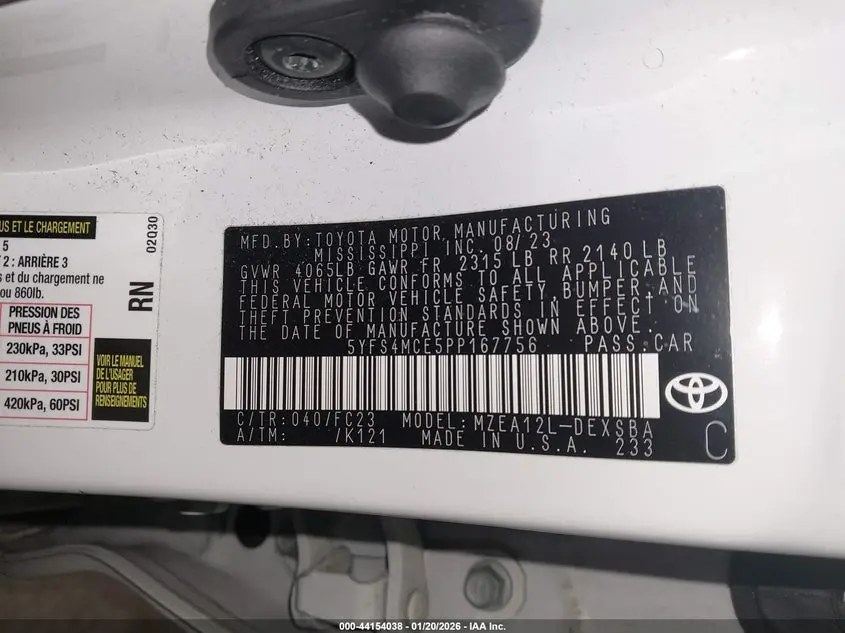 US ET LE CHARGEMENT
5
2 : ARRIÈRE 3
s et du chargement ne
ou 860lb.
PRESSION DES
PNEUS À FROID
230kPa, 33PSI
210kPa, 30PSI
420kPa, 60PSI
VOIR LE MANUEL
DE L'USAGER
POUR PLUS DE
RENSEIGNEMENTS
02030
RN
MFD.BY:TOYOTA MOTOR MANUFACTURING
MISSISSIPPI INC. 08/23
GVWR 4065LB GAWR FR 2315 LB RR 2140 LB
THIS VEHICLE CONFORMS TO ALL APPLICABLE
FEDERAL MOTOR VEHICLE SAFETY,BUMPER,AND
THEFT PREVENTION STANDARDS IN EFFECT ON
THE DATE OF MANUFACTURE SHOWN ABOVE.
5YFS4MCE5PP167756 PASS.CAR
C/TR:040/FC23 MODEL:MZEA12L-DEXSBA
A/TM: /K121 MADE IN U.S.A. 233
C
000-44154038 - 01/20/2026 - IAA Inc.